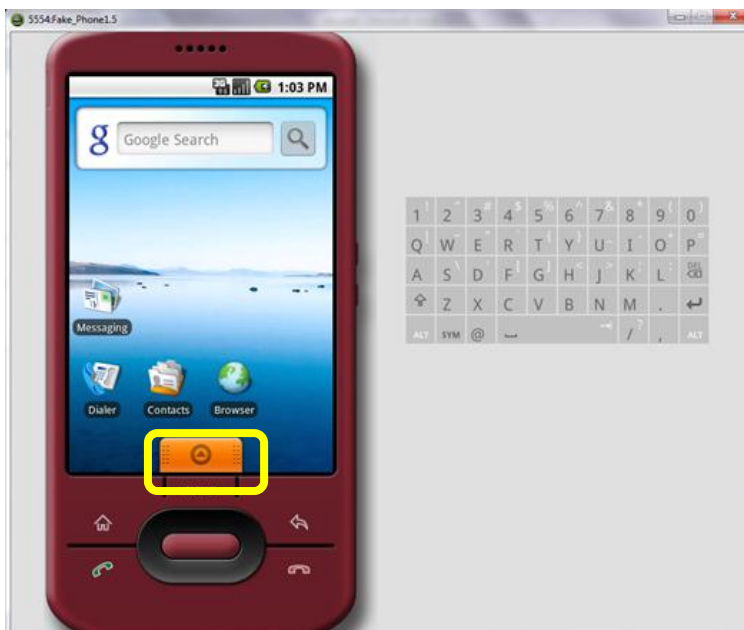 5554:Fake_Phone1.5
3G
1:03 PM
g
Google Search
Messaging
Dialer
Contacts
Browser
1 ! 2 3 # 4 $ 5 % 6 ^ 7 & 8 * 9 ( 0 )
Q W E R T Y U I O P
A S D F G H J K L DEL
Z X C V B N M .
ALT SYM @ / ? , ALT